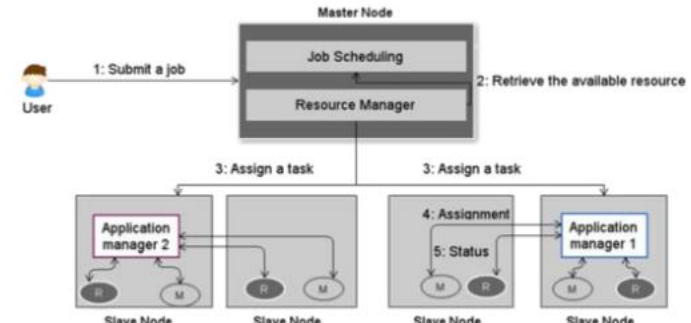 Master Node
Job Scheduling
1: Submit a job
2: Retrieve the available resource
User
Resource Manager
3: Assign a task
3: Assign a task
Application
manager 2
4: Assignment
5: Status
Application
manager 1
R
M
R
M
M
R
M
R
Slave Node
Slave Node
Slave Node
Slave Node